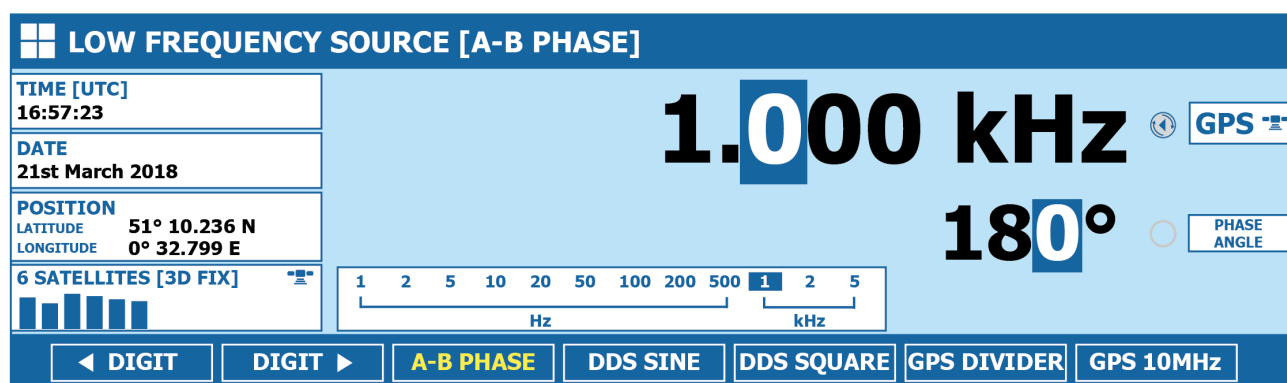 LOW FREQUENCY SOURCE [A-B PHASE]
TIME [UTC]
16:57:23
DATE
21st March 2018
POSITION
LATITUDE 51° 10.236 N
LONGITUDE 0° 32.799 E
6 SATELLITES [3D FIX]
1.000 kHz
GPS
180°
PHASE
ANGLE
1 2 5 10 20 50 100 200 500 1 2 5
Hz kHz
◀ DIGIT DIGIT ▶ A-B PHASE DDS SINE DDS SQUARE GPS DIVIDER GPS 10MHz